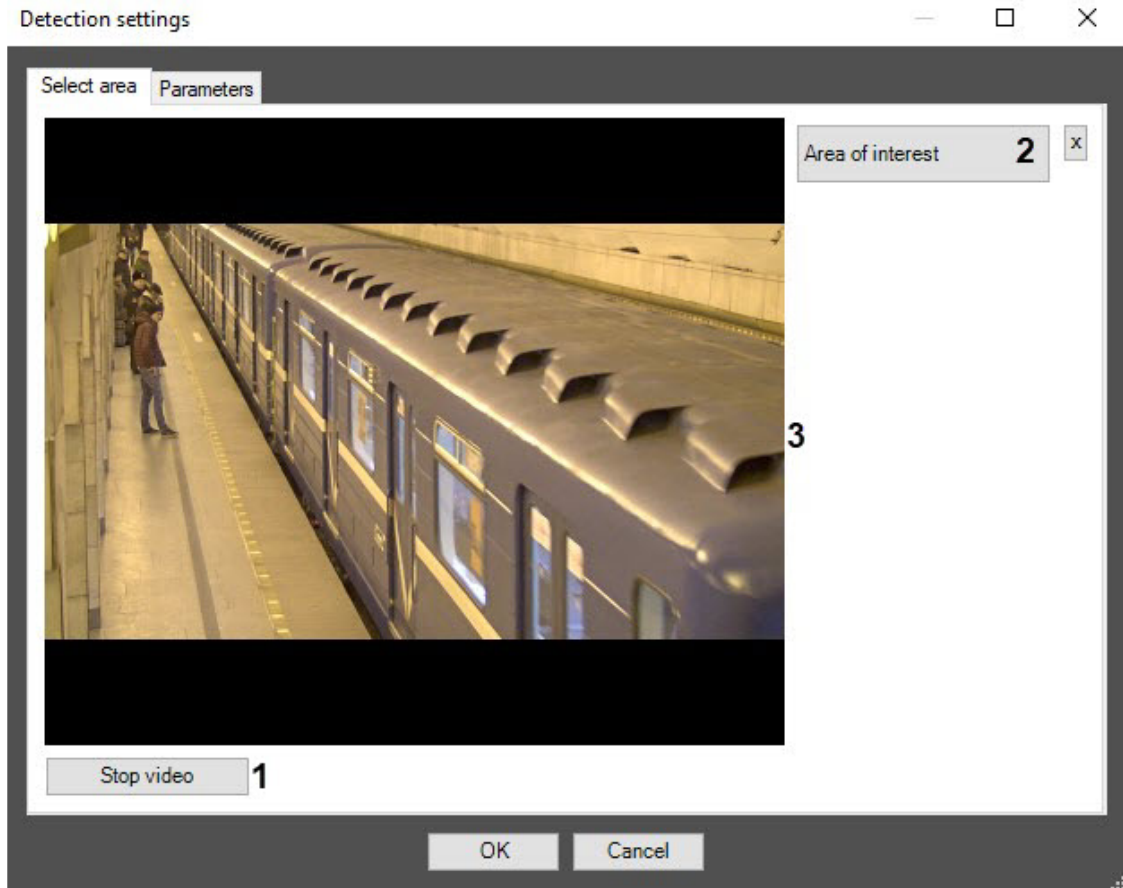 Detection settings
Select area
Parameters
Area of interest 2
x
3
Stop video 1
OK
Cancel